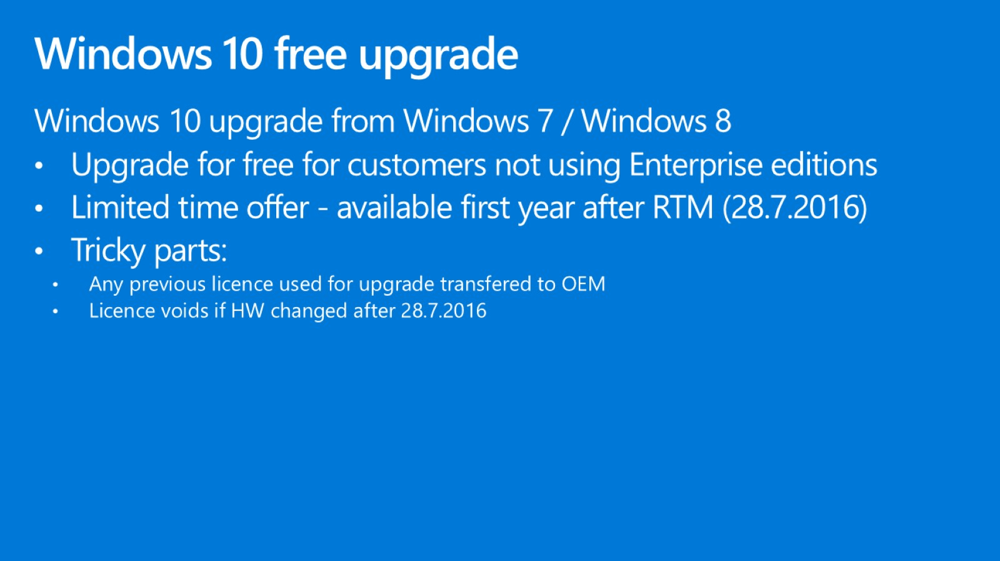 Windows 10 free upgrade
Windows 10 upgrade from Windows 7 / Windows 8
• Upgrade for free for customers not using Enterprise editions
• Limited time offer - available first year after RTM (28.7.2016)
• Tricky parts:
• Any previous licence used for upgrade transfered to OEM
• Licence voids if HW changed after 28.7.2016